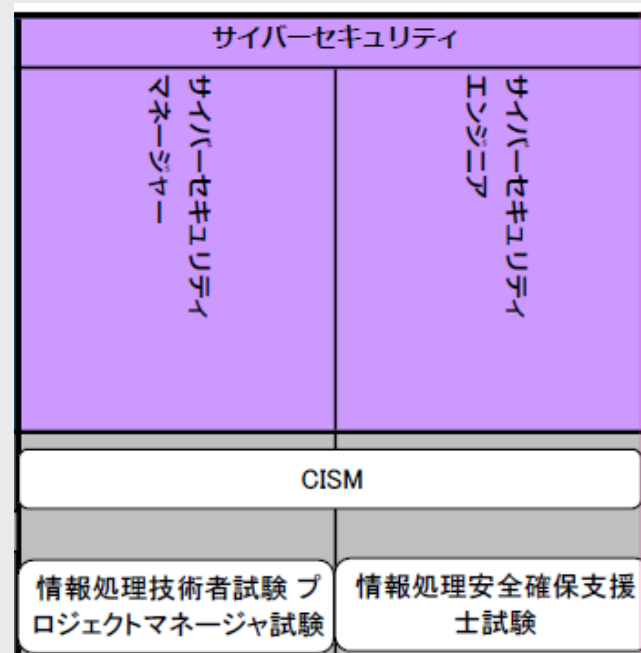 サイバーセキュリティ
サイバーセキュリティ
マネージャー
サイバーセキュリティ
エンジニア
CISM
情報処理技術者試験 プ
ロジェクトマネージャ試験
情報処理安全確保支援
士試験